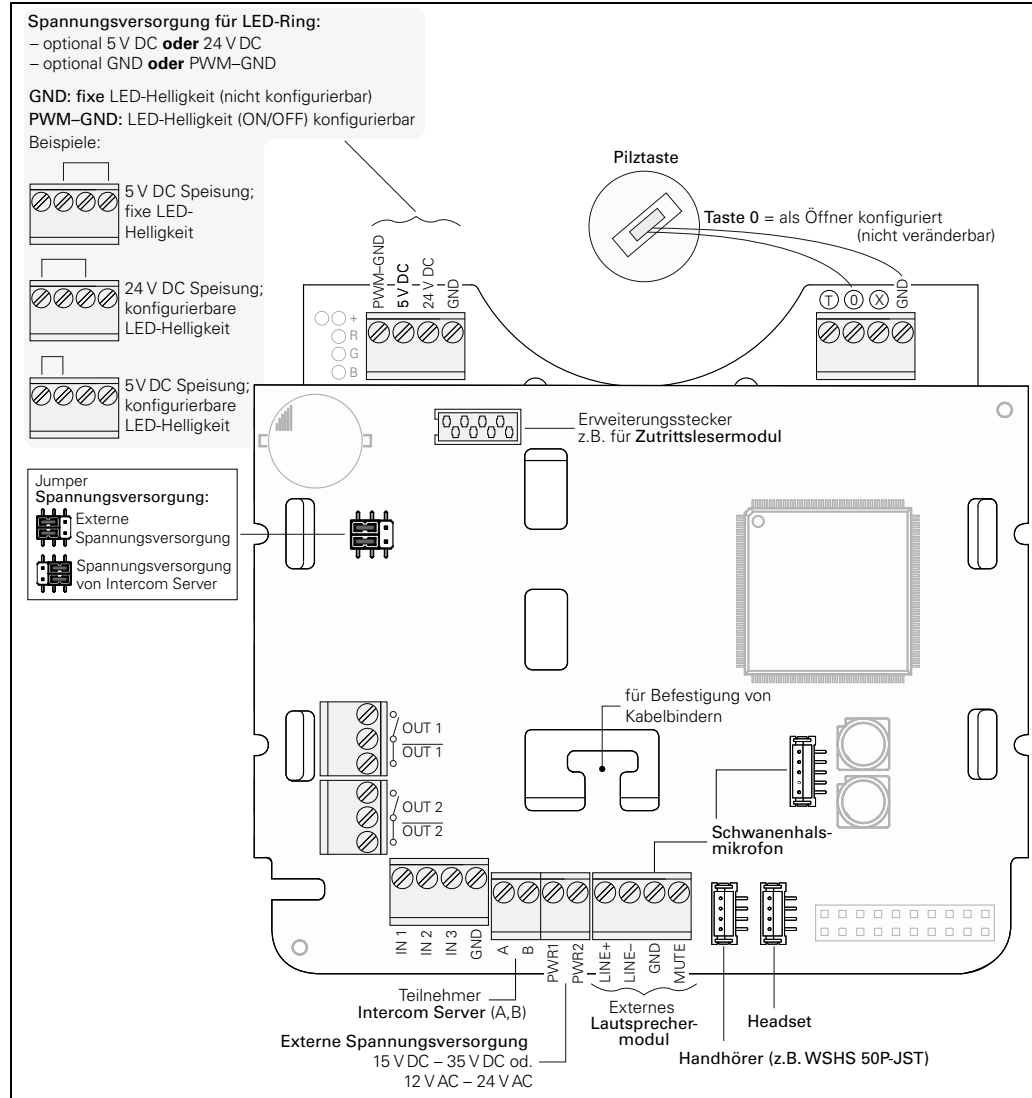 Spannungsversorgung für LED-Ring:
– optional 5 V DC oder 24 V DC
– optional GND oder PWM–GND
GND: fixe LED-Helligkeit (nicht konfigurierbar)
PWM–GND: LED-Helligkeit (ON/OFF) konfigurierbar
Beispiele:
5 V DC Speisung;
fixe LED-
Helligkeit
24 V DC Speisung;
konfigurierbare
LED-Helligkeit
5 V DC Speisung;
konfigurierbare
LED-Helligkeit
Pilztaste
Taste 0 = als Öffner konfiguriert
(nicht veränderbar)
PWM–GND
5 V DC
24 V DC
GND
+
R
G
B
T
0
X
GND
Erweiterungsstecker
z.B. für Zutrittslesermodul
Jumper
Spannungsversorgung:
Externe
Spannungsversorgung
Spannungsversorgung
von Intercom Server
für Befestigung von
Kabelbindern
OUT 1
OUT 1
OUT 2
OUT 2
Schwanenhals-
mikrofon
IN 1
IN 2
IN 3
GND
A
B
PWR1
PWR2
LINE+
LINE–
GND
MUTE
Teilnehmer
Intercom Server (A,B)
Externe Spannungsversorgung
15 V DC – 35 V DC od.
12 V AC – 24 V AC
Externes
Lautsprecher-
modul
Headset
Handhörer (z.B. WSHS 50P-JST)